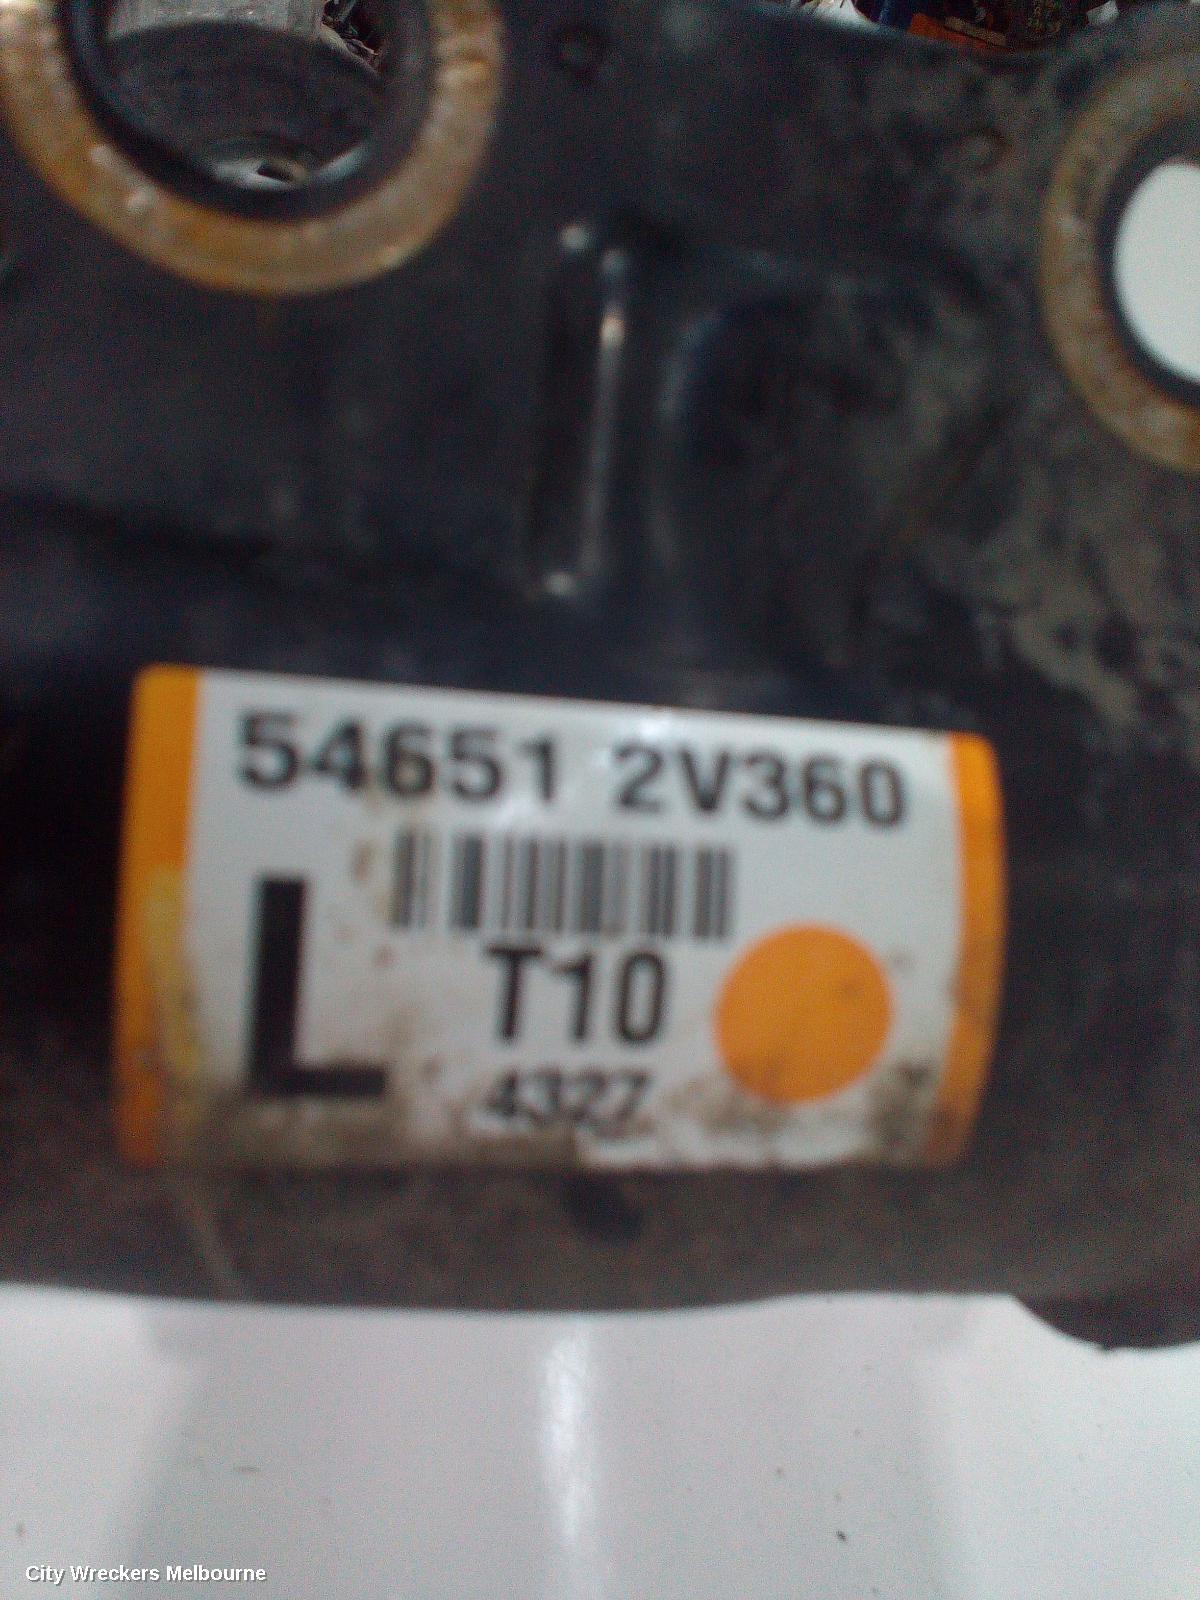 54651 2V360
L
T10
4327
City Wreckers Melbourne